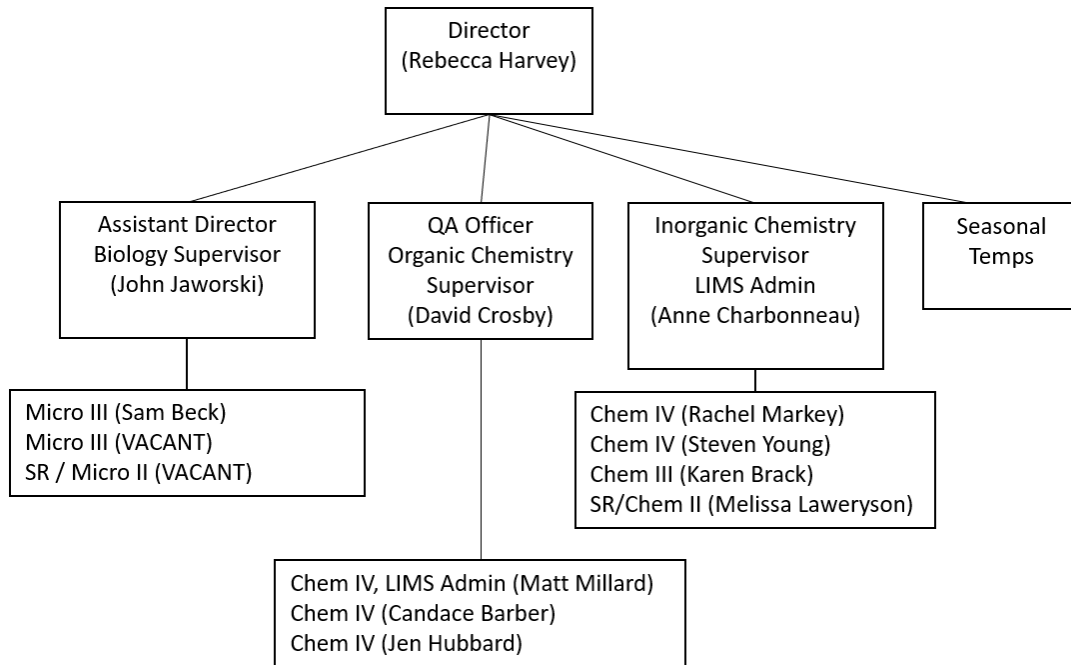 Director
(Rebecca Harvey)
Assistant Director
Biology Supervisor
(John Jaworski)
QA Officer
Organic Chemistry
Supervisor
(David Crosby)
Inorganic Chemistry
Supervisor
LIMS Admin
(Anne Charbonneau)
Seasonal
Temps
Micro III (Sam Beck)
Micro III (VACANT)
SR / Micro II (VACANT)
Chem IV (Rachel Markey)
Chem IV (Steven Young)
Chem III (Karen Brack)
SR/Chem II (Melissa Laweryson)
Chem IV, LIMS Admin (Matt Millard)
Chem IV (Candace Barber)
Chem IV (Jen Hubbard)